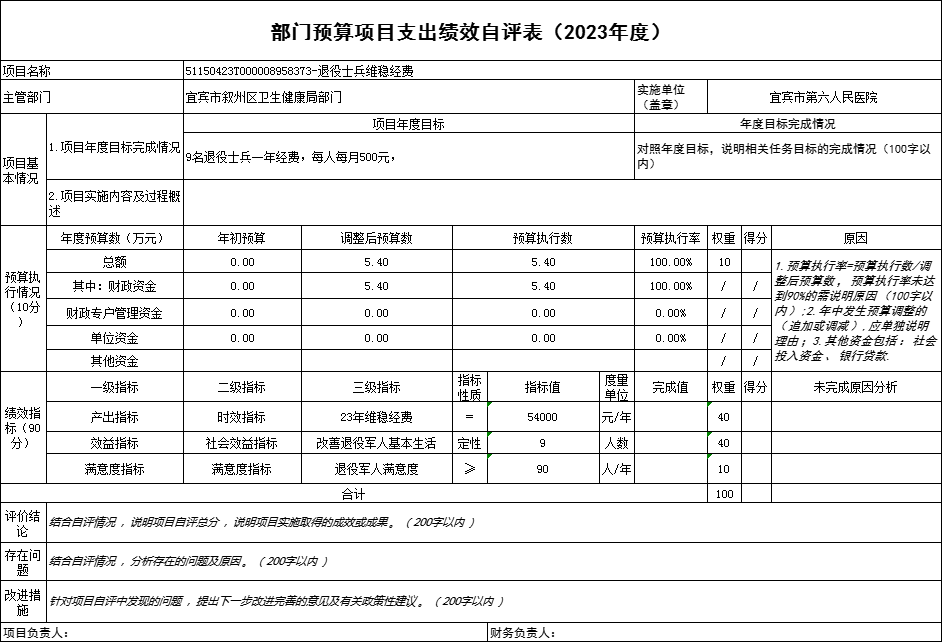 部门预算项目支出绩效自评表（2023年度）
项目名称 51150423T000008958373-退役士兵维稳经费
主管部门 宜宾市叙州区卫生健康局部门 实施单位（盖章） 宜宾市第六人民医院
项目基本情况 1.项目年度目标完成情况 项目年度目标 年度目标完成情况
9名退役士兵一年经费，每人每月500元， 对照年度目标，说明相关任务目标的完成情况（100字以内）
2.项目实施内容及过程概述
预算执行情况（10分） 年度预算数（万元） 年初预算 调整后预算数 预算执行数 预算执行率 权重 得分 原因
总额 0.00 5.40 5.40 100.00% 10
其中：财政资金 0.00 5.40 5.40 100.00% / /
财政专户管理资金 0.00 0.00 0.00 0.00% / /
单位资金 0.00 0.00 0.00 0.00% / /
其他资金 / /
1.预算执行率=预算执行数/调整后预算数，预算执行率未达到90%的需说明原因（100字以内）;2.年中发生预算调整的（追加或调减）,应单独说明理由；3.其他资金包括：社会投入资金、银行贷款.
绩效指标（90分） 一级指标 二级指标 三级指标 指标性质 指标值 度量单位 完成值 权重 得分 未完成原因分析
产出指标 时效指标 23年维稳经费 ＝ 54000 元/年 40
效益指标 社会效益指标 改善退役军人基本生活 定性 9 人数 40
满意度指标 满意度指标 退役军人满意度 ≥ 90 人/年 10
合计 100
评价结论 结合自评情况，说明项目自评总分，说明项目实施取得的成效或成果。（200字以内）
存在问题 结合自评情况，分析存在的问题及原因。（200字以内）
改进措施 针对项目自评中发现的问题，提出下一步改进完善的意见及有关政策性建议。（200字以内）
项目负责人： 财务负责人：